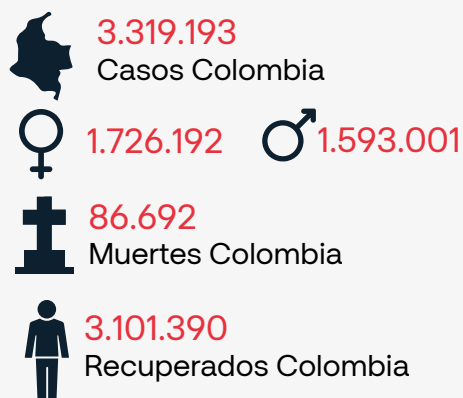 3.319.193
Casos Colombia
1.726.192 1.593.001
86.692
Muertes Colombia
3.101.390
Recuperados Colombia